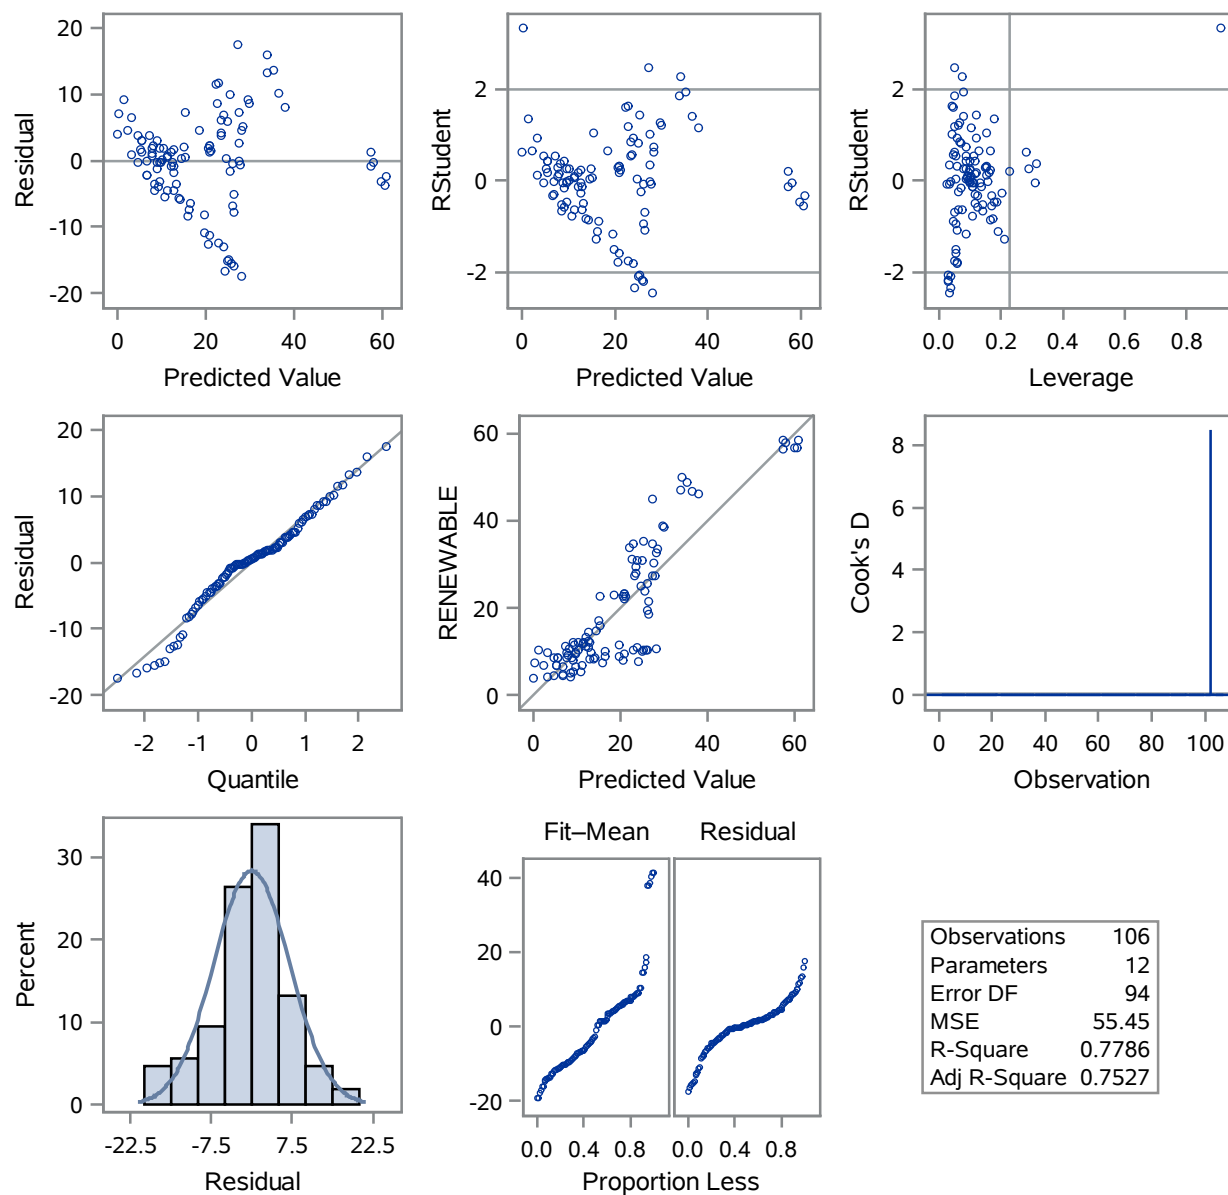 20
10
0
-10
-20
Residual
0 20 40 60
Predicted Value
2
0
-2
RStudent
0 20 40 60
Predicted Value
2
0
-2
RStudent
0.0 0.2 0.4 0.6 0.8
Leverage
20
10
0
-10
-20
Residual
-2 -1 0 1 2
Quantile
60
40
20
0
RENEWABLE
0 20 40 60
Predicted Value
8
6
4
2
0
Cook's D
0 20 40 60 80 100
Observation
30
20
10
0
Percent
-22.5 -7.5 7.5 22.5
Residual
Fit–Mean Residual
40
20
0
-20
0.0 0.4 0.8 0.0 0.4 0.8
Proportion Less
Observations 106
Parameters 12
Error DF 94
MSE 55.45
R-Square 0.7786
Adj R-Square 0.7527